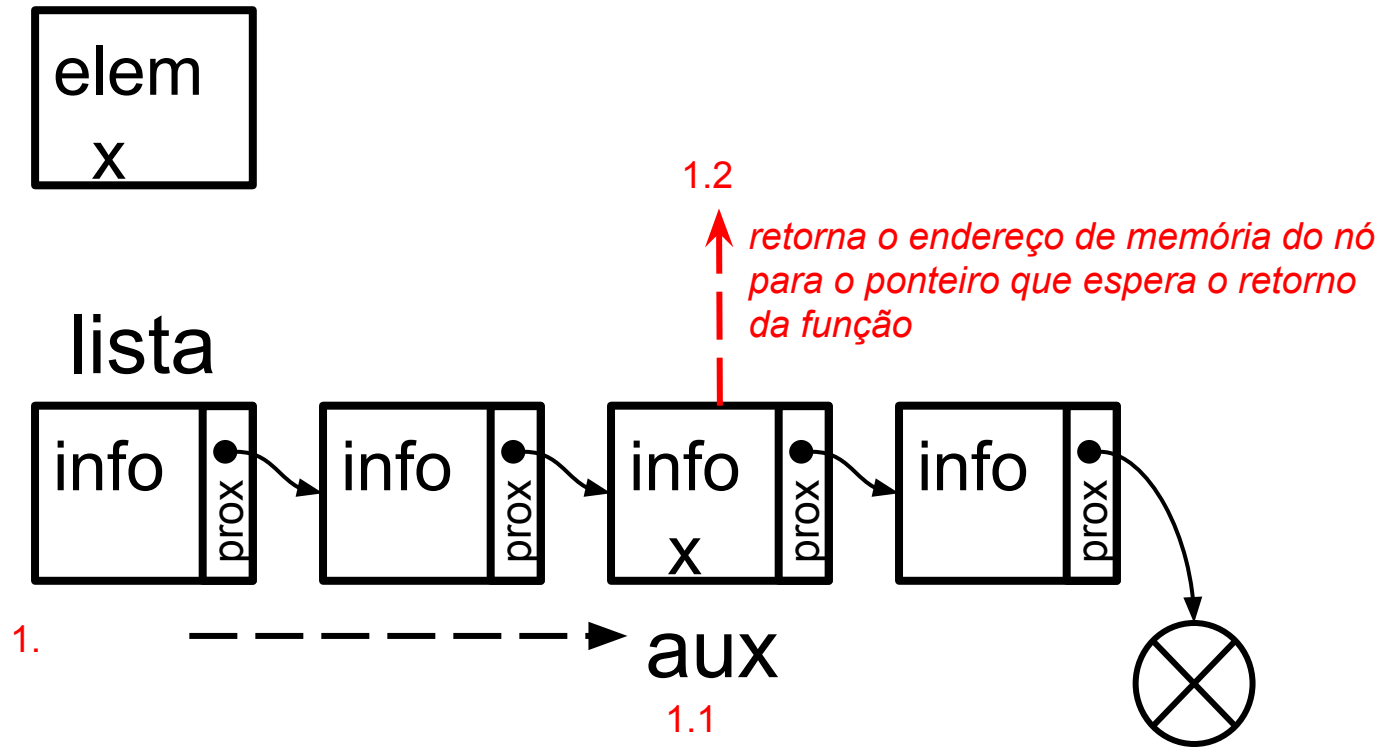 elem
x
1.2
retorna o endereço de memória do nó
para o ponteiro que espera o retorno
da função
lista
info prox info prox info prox info prox
x
1. aux
1.1